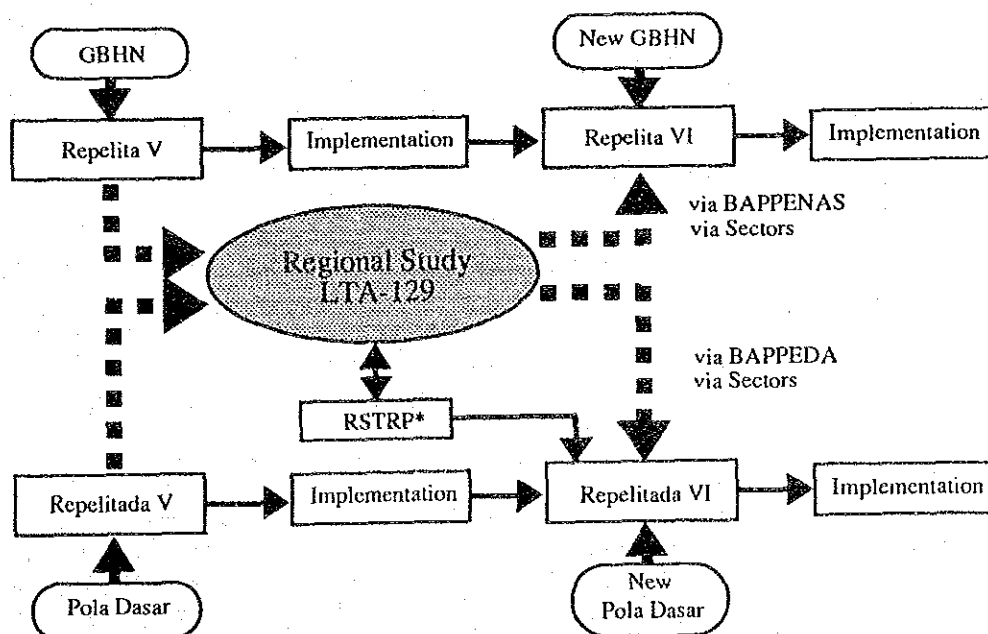 GBHN
New GBHN
Repelita V
Implementation
Repelita VI
Implementation
via BAPPENAS
via Sectors
Regional Study
LTA-129
via BAPPEDA
via Sectors
RSTRP*
Repelitada V
Implementation
Repelitada VI
Implementation
Pola Dasar
New
Pola Dasar